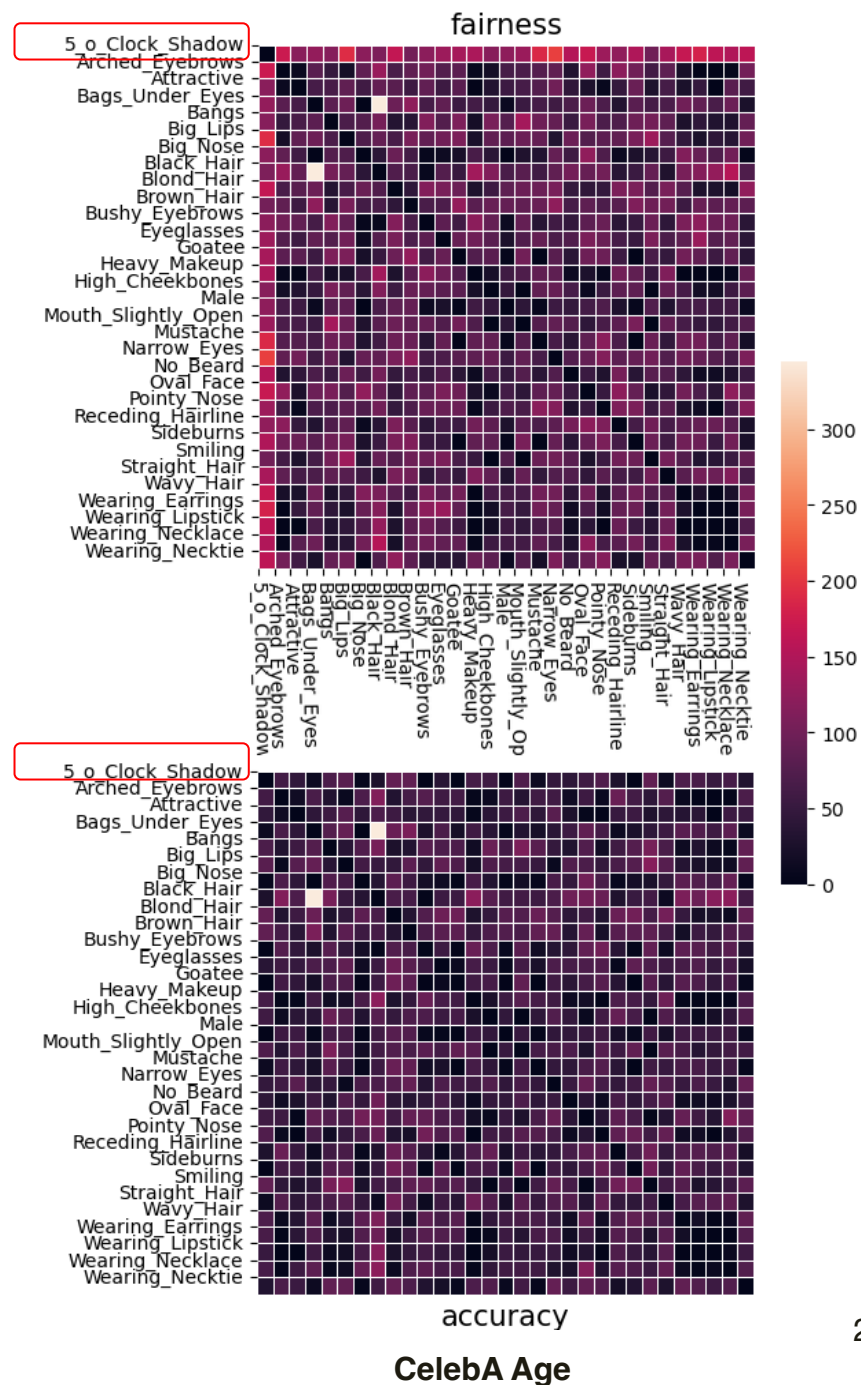 fairness
5_o_Clock_Shadow
Arched_Eyebrows
Attractive
Bags_Under_Eyes
Bangs
Big_Lips
Big_Nose
Black_Hair
Blond_Hair
Brown_Hair
Bushy_Eyebrows
Eyeglasses
Goatee
Heavy_Makeup
High_Cheekbones
Male
Mouth_Slightly_Open
Mustache
Narrow_Eyes
No_Beard
Oval_Face
Pointy_Nose
Receding_Hairline
Sideburns
Smiling
Straight_Hair
Wavy_Hair
Wearing_Earrings
Wearing_Lipstick
Wearing_Necklace
Wearing_Necktie
5_o_Clock_Shadow
Arched_Eyebrows
Attractive
Bags_Under_Eyes
Bangs
Big_Lips
Big_Nose
Black_Hair
Blond_Hair
Brown_Hair
Bushy_Eyebrows
Eyeglasses
Goatee
Heavy_Makeup
High_Cheekbones
Male
Mouth_Slightly_Op
Mustache
Narrow_Eyes
No_Beard
Oval_Face
Pointy_Nose
Receding_Hairline
Sideburns
Smiling
Straight_Hair
Wavy_Hair
Wearing_Earrings
Wearing_Lipstick
Wearing_Necklace
Wearing_Necktie
300
250
200
150
100
50
0
5_o_Clock_Shadow
Arched_Eyebrows
Attractive
Bags_Under_Eyes
Bangs
Big_Lips
Big_Nose
Black_Hair
Blond_Hair
Brown_Hair
Bushy_Eyebrows
Eyeglasses
Goatee
Heavy_Makeup
High_Cheekbones
Male
Mouth_Slightly_Open
Mustache
Narrow_Eyes
No_Beard
Oval_Face
Pointy_Nose
Receding_Hairline
Sideburns
Smiling
Straight_Hair
Wavy_Hair
Wearing_Earrings
Wearing_Lipstick
Wearing_Necklace
Wearing_Necktie
accuracy
CelebA Age